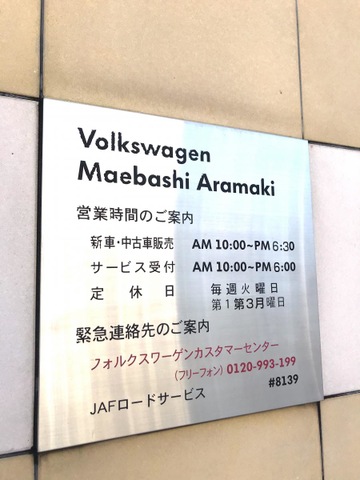 Volkswagen
Maebashi Aramaki
営業時間のご案内
新車・中古車販売 AM 10:00~PM 6:30
サービス受付 AM 10:00~PM 6:00
定休日 毎週火曜日
第1第3月曜日
緊急連絡先のご案内
フォルクスワーゲンカスタマーセンター
(フリーフォン) 0120-993-199
JAFロードサービス #8139